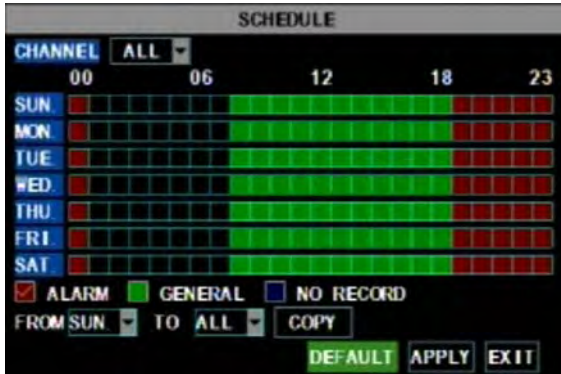 SCHEDULE
CHANNEL ALL
00 06 12 18 23
SUN.
MON.
TUE.
WED.
THU.
FRI.
SAT.
ALARM GENERAL NO RECORD
FROM SUN. TO ALL COPY
DEFAULT APPLY EXIT